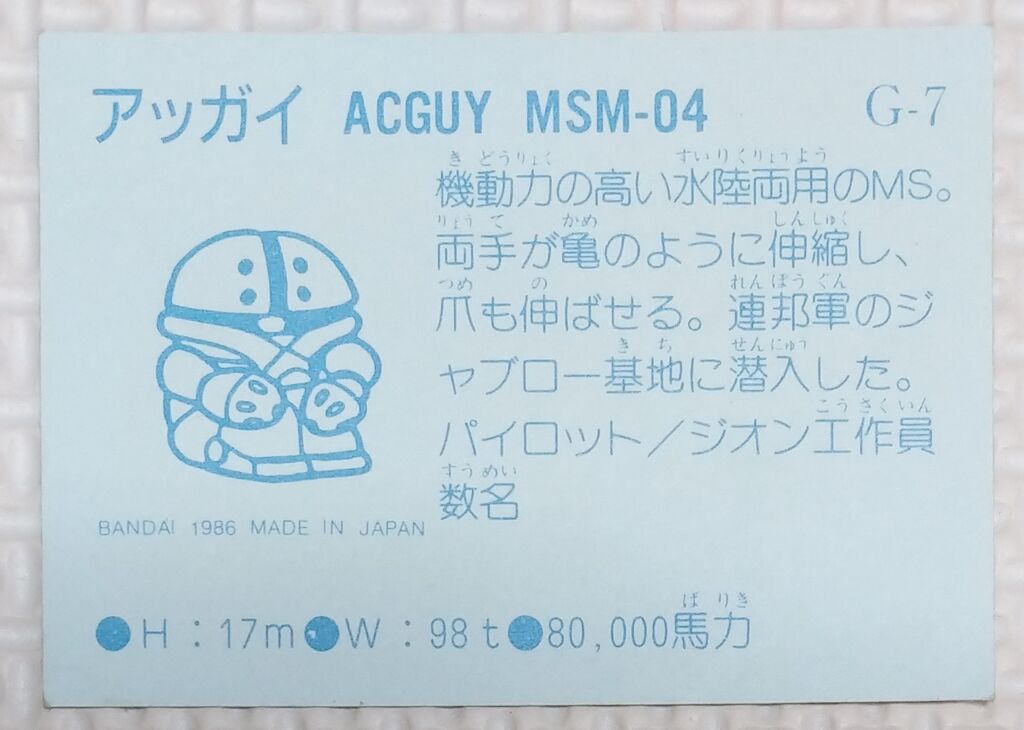 アッガイ ACGUY MSM-04 G-7
きどうりょく すいりくりょうよう
機動力の高い水陸両用のMS。
りょうて かめ しんしゅく
両手が亀のように伸縮し、
つめ の れんぽうぐん
爪も伸ばせる。連邦軍のジ
きち せんにゅう
ャブロー基地に潜入した。
こうさくいん
パイロット/ジオン工作員
すうめい
数名
BANDAI 1986 MADE IN JAPAN
ばりき
●H:17m●W:98t●80,000馬力